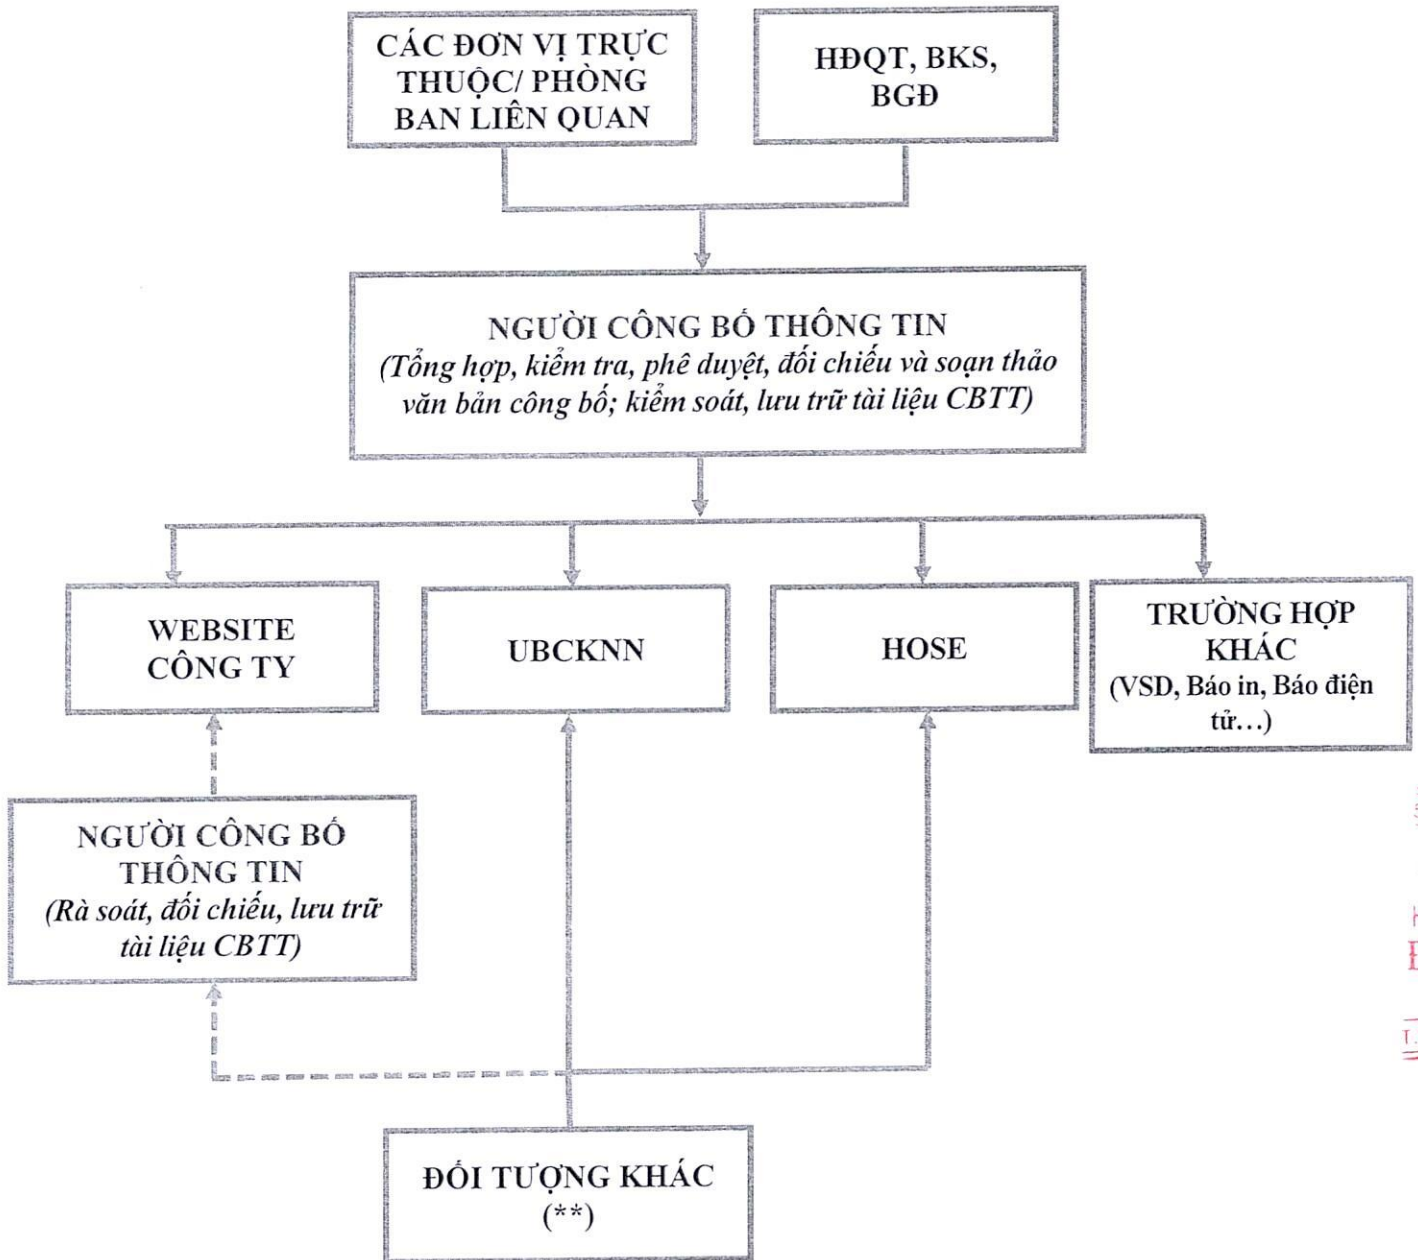 CÁC ĐƠN VỊ TRỰC
THUỘC/ PHÒNG
BAN LIÊN QUAN
HĐQT, BKS,
BGĐ
NGƯỜI CÔNG BỐ THÔNG TIN
(Tổng hợp, kiểm tra, phê duyệt, đối chiếu và soạn thảo
văn bản công bố; kiểm soát, lưu trữ tài liệu CBTT)
WEBSITE
CÔNG TY
UBCKNN
HOSE
TRƯỜNG HỢP
KHÁC
(VSD, Báo in, Báo điện
tử...)
NGƯỜI CÔNG BỐ
THÔNG TIN
(Rà soát, đối chiếu, lưu trữ
tài liệu CBTT)
ĐỐI TƯỢNG KHÁC
(**)